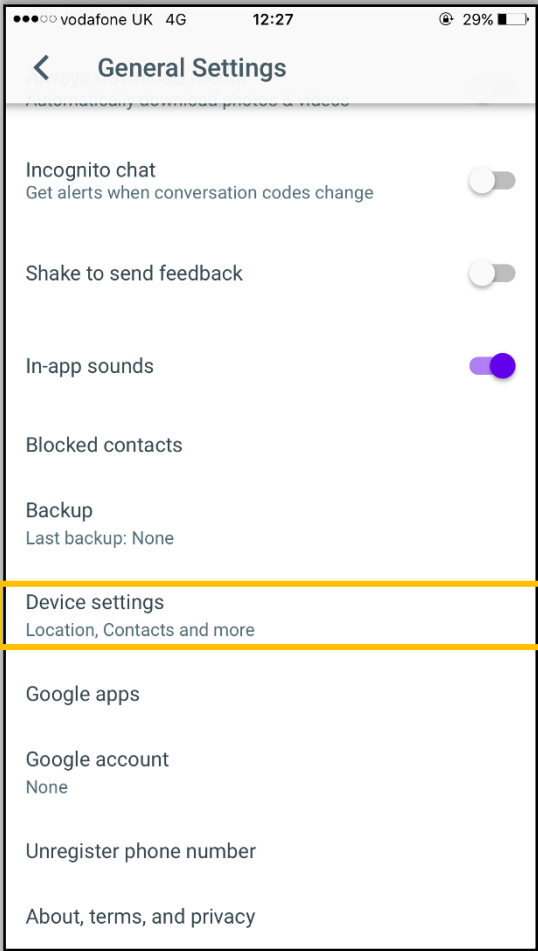 vodafone UK 4G 12:27 29%
General Settings
Automatically download photos & videos
Incognito chat
Get alerts when conversation codes change
Shake to send feedback
In-app sounds
Blocked contacts
Backup
Last backup: None
Device settings
Location, Contacts and more
Google apps
Google account
None
Unregister phone number
About, terms, and privacy